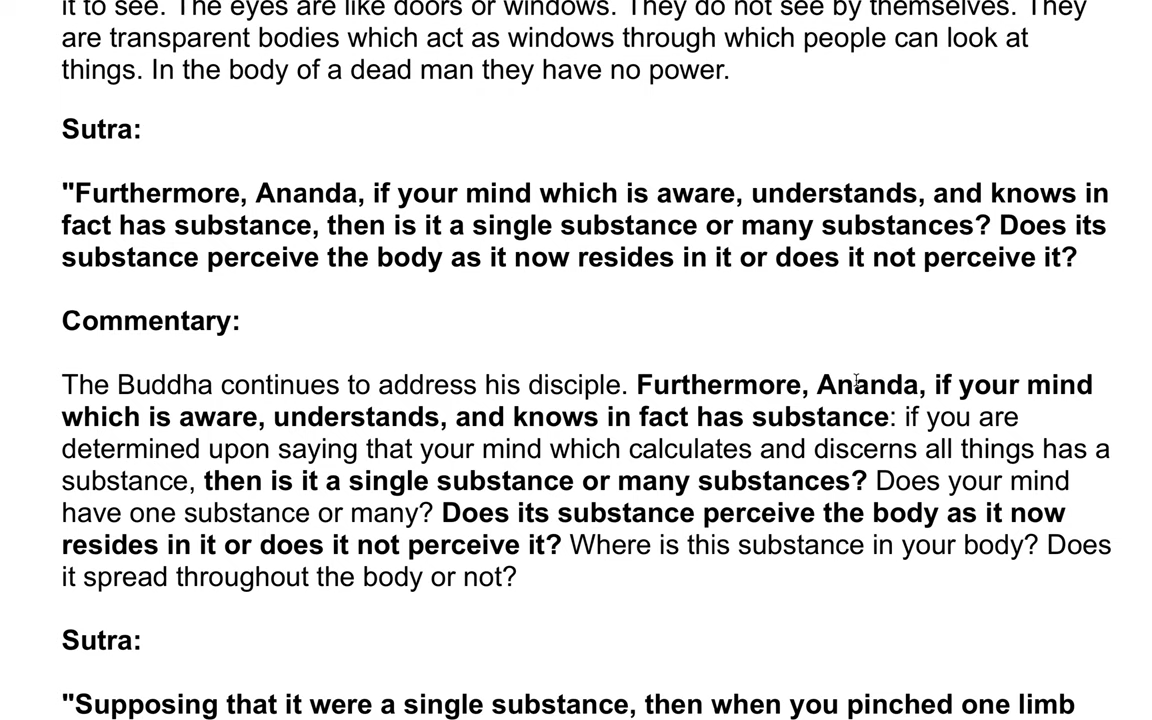 it to see. The eyes are like doors or windows. They do not see by themselves. They
are transparent bodies which act as windows through which people can look at
things. In the body of a dead man they have no power.
Sutra:
"Furthermore, Ananda, if your mind which is aware, understands, and knows in
fact has substance, then is it a single substance or many substances? Does its
substance perceive the body as it now resides in it or does it not perceive it?
Commentary:
The Buddha continues to address his disciple. Furthermore, Ananda, if your mind
which is aware, understands, and knows in fact has substance: if you are
determined upon saying that your mind which calculates and discerns all things has a
substance, then is it a single substance or many substances? Does your mind
have one substance or many? Does its substance perceive the body as it now
resides in it or does it not perceive it? Where is this substance in your body? Does
it spread throughout the body or not?
Sutra:
"Supposing that it were a single substance, then when you pinched one limb